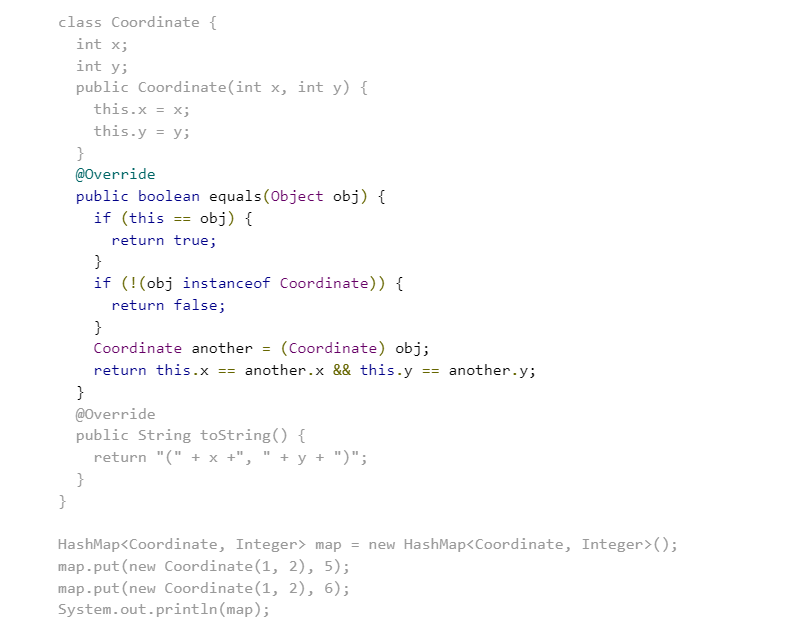 class Coordinate {
  int x;
  int y;
  public Coordinate(int x, int y) {
    this.x = x;
    this.y = y;
  }
  @Override
  public boolean equals(Object obj) {
    if (this == obj) {
      return true;
    }
    if (!(obj instanceof Coordinate)) {
      return false;
    }
    Coordinate another = (Coordinate) obj;
    return this.x == another.x && this.y == another.y;
  }
  @Override
  public String toString() {
    return "(" + x +", " + y + ")";
  }
}

HashMap<Coordinate, Integer> map = new HashMap<Coordinate, Integer>();
map.put(new Coordinate(1, 2), 5);
map.put(new Coordinate(1, 2), 6);
System.out.println(map);